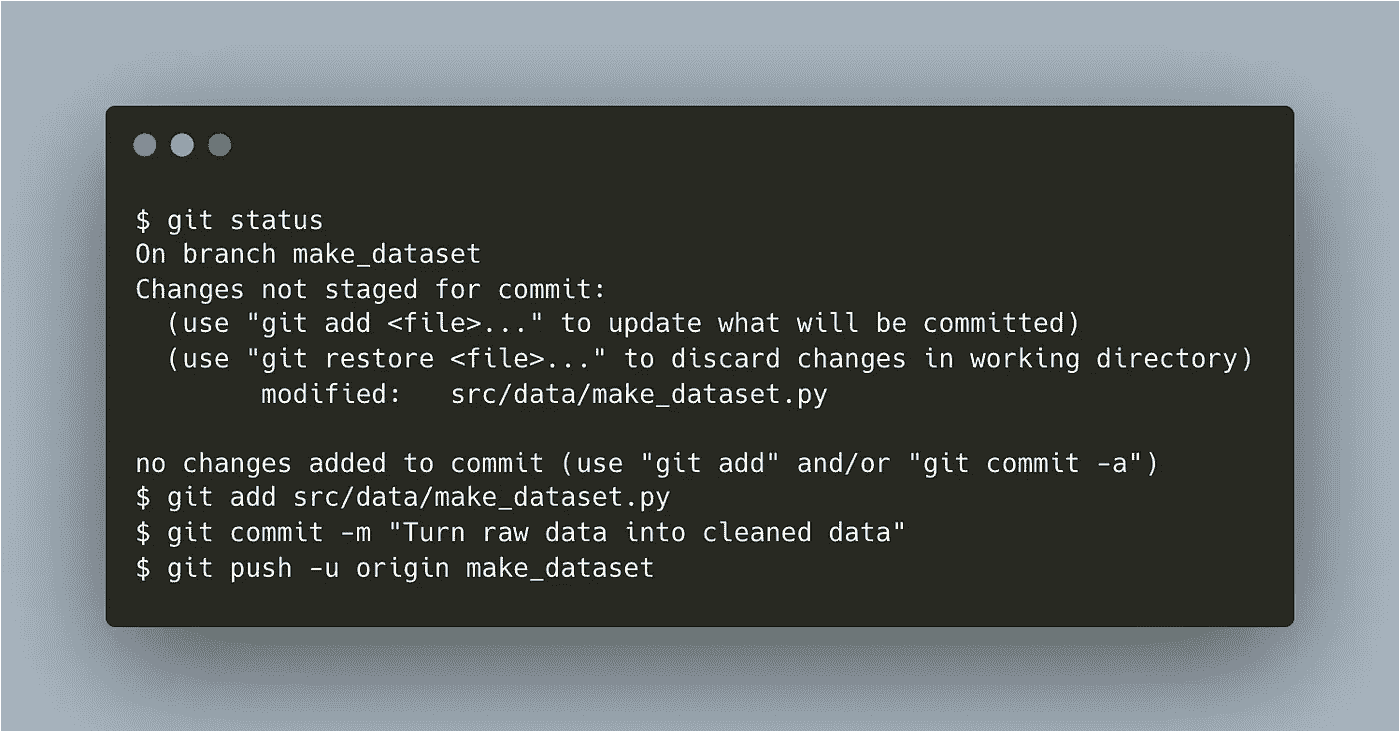 $ git status
On branch make_dataset
Changes not staged for commit:
  (use "git add <file>..." to update what will be committed)
  (use "git restore <file>..." to discard changes in working directory)
        modified:   src/data/make_dataset.py

no changes added to commit (use "git add" and/or "git commit -a")
$ git add src/data/make_dataset.py
$ git commit -m "Turn raw data into cleaned data"
$ git push -u origin make_dataset